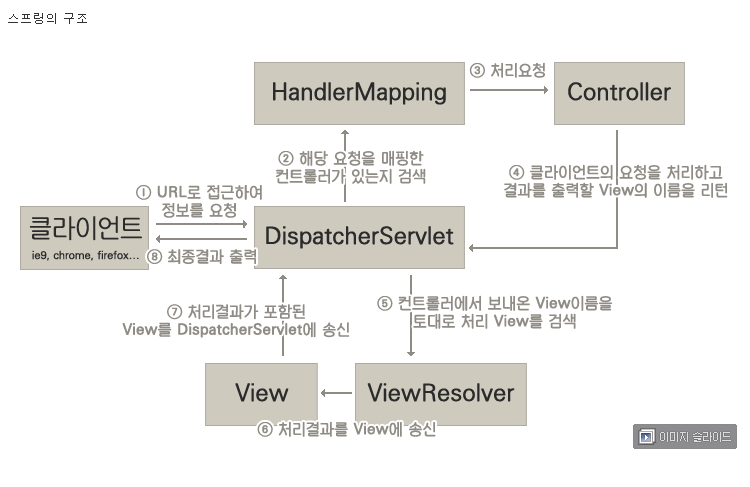 스프링의 구조
HandlerMapping
③ 처리요청
Controller
② 해당 요청을 매핑한
컨트롤러가 있는지 검색
④ 클라이언트의 요청을 처리하고
결과를 출력할 View의 이름을 리턴
① URL로 접근하여
정보를 요청
클라이언트
ie9, chrome, firefox...
DispatcherServlet
⑧ 최종결과 출력
⑦ 처리결과가 포함된
View를 DispatcherServlet에 송신
⑤ 컨트롤러에서 보내온 View이름을
토대로 처리 View를 검색
View
ViewResolver
⑥ 처리결과를 View에 송신
이미지 슬라이드